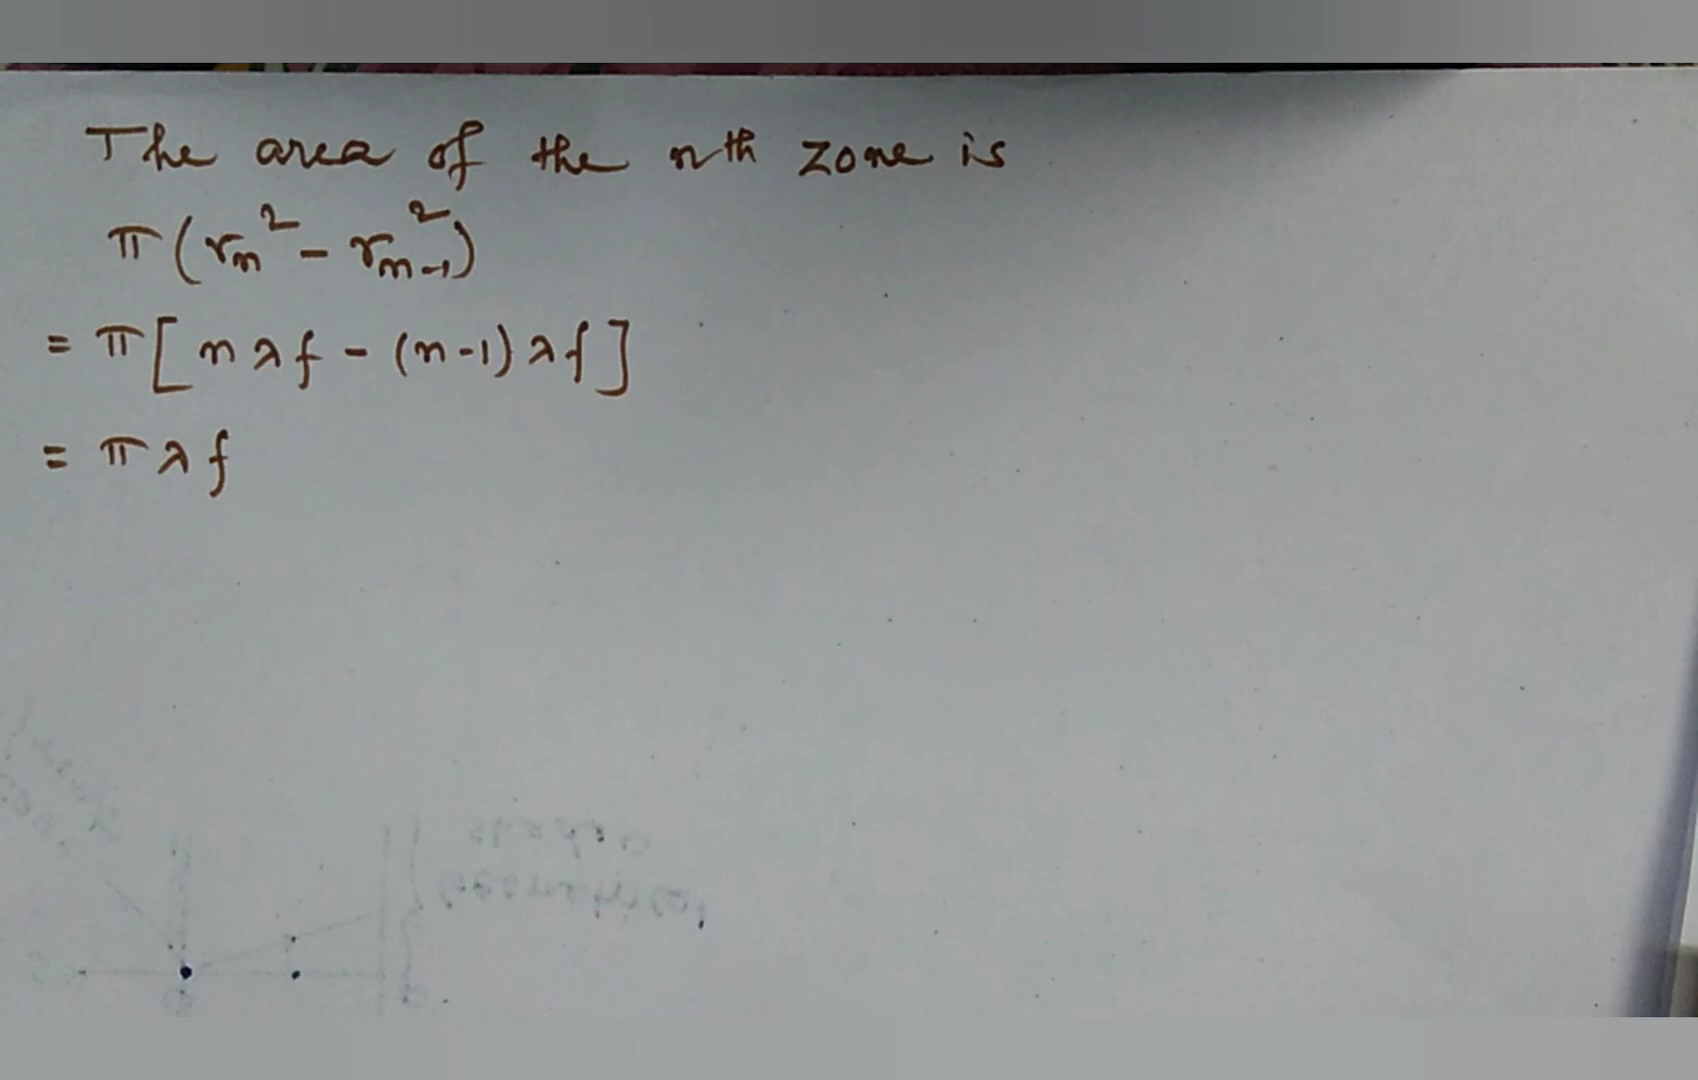 The area of the nth zone is
π(rn² - rn-1²)
= π[nλf - (n-1)λf]
= πλf